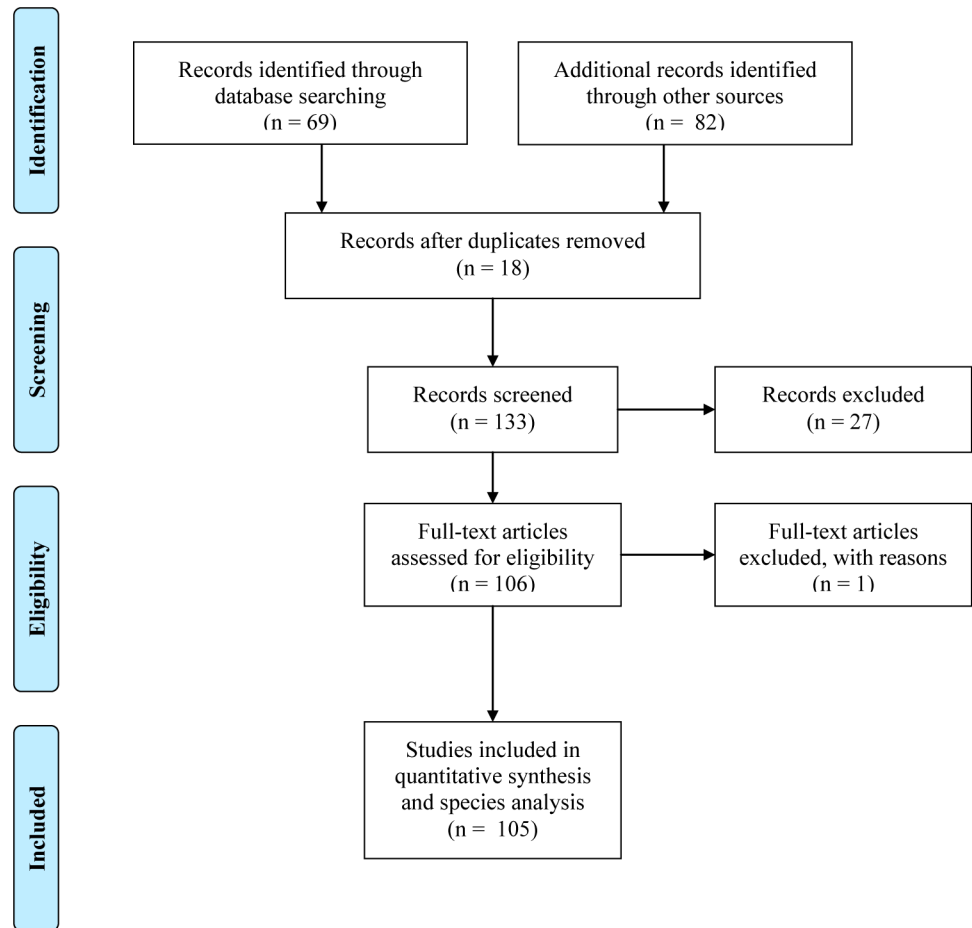 Identification
Records identified through
database searching
(n = 69)
Additional records identified
through other sources
(n = 82)
Records after duplicates removed
(n = 18)
Screening
Records screened
(n = 133)
Records excluded
(n = 27)
Eligibility
Full-text articles
assessed for eligibility
(n = 106)
Full-text articles
excluded, with reasons
(n = 1)
Included
Studies included in
quantitative synthesis
and species analysis
(n = 105)